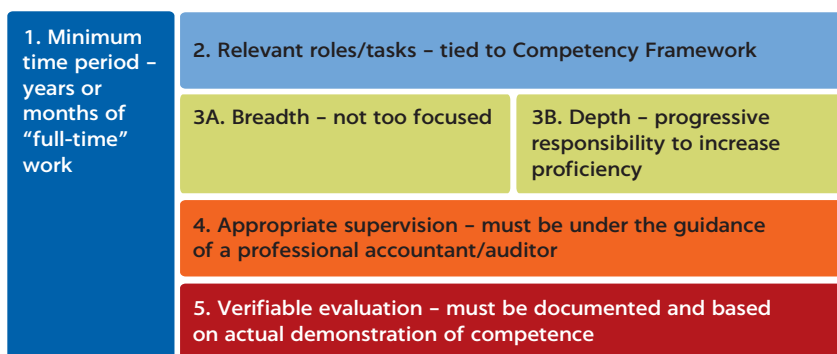 1. Minimum
time period –
years or
months of
“full-time”
work
2. Relevant roles/tasks – tied to Competency Framework
3A. Breadth – not too focused
3B. Depth – progressive
responsibility to increase
proficiency
4. Appropriate supervision – must be under the guidance
of a professional accountant/auditor
5. Verifiable evaluation – must be documented and based
on actual demonstration of competence